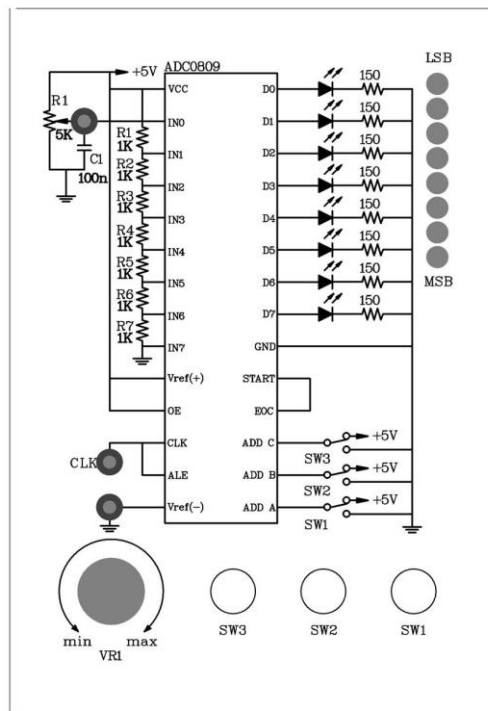 ADC0809
+5V
LSB
VCC
D0
150
R1
5K
IN0
D1
150
C1
100n
R1
1K
IN1
D2
150
R2
1K
IN2
D3
150
R3
1K
IN3
D4
150
R4
1K
IN4
D5
150
R5
1K
IN5
D6
150
MSB
R6
1K
IN6
D7
150
R7
1K
IN7
GND
Vref(+)
START
OE
EOC
CLK
CLK
ADD C
+5V
SW3
ALE
ADD B
+5V
SW2
Vref(-)
ADD A
+5V
SW1
min
max
VR1
SW3
SW2
SW1